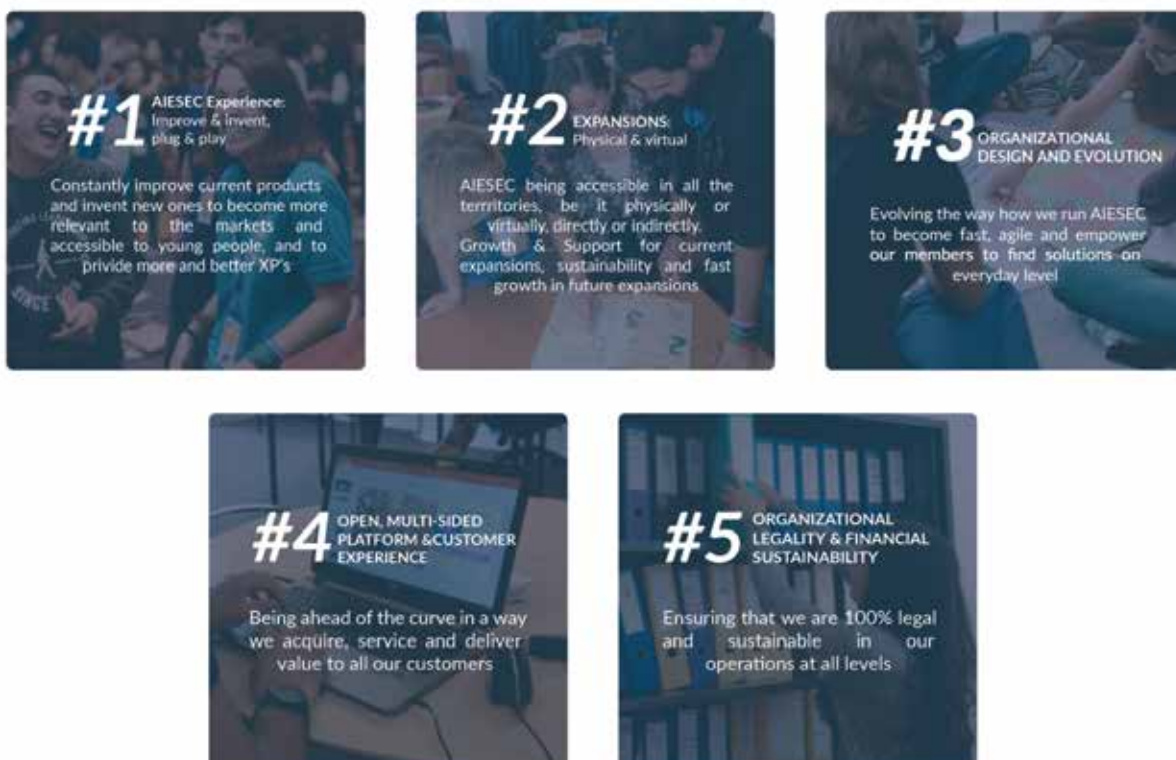 #1 AIESEC Experience:
Improve & invent,
plug & play
Constantly improve current products
and invent new ones to become more
relevant to the markets and
accessible to young people, and to
privide more and better XP's
#2 EXPANSIONS:
Physical & virtual
AIESEC being accessible in all the
terrritories, be it physically or
virtually, directly or indirectly.
Growth & Support for current
expansions, sustainability and fast
growth in future expansions
#3 ORGANIZATIONAL
DESIGN AND EVOLUTION
Evolving the way how we run AIESEC
to become fast, agile and empower
our members to find solutions on
everyday level
#4 OPEN, MULTI-SIDED
PLATFORM &CUSTOMER
EXPERIENCE
Being ahead of the curve in a way
we acquire, service and deliver
value to all our customers
#5 ORGANIZATIONAL
LEGALITY & FINANCIAL
SUSTAINABILITY
Ensuring that we are 100% legal
and sustainable in our
operations at all levels